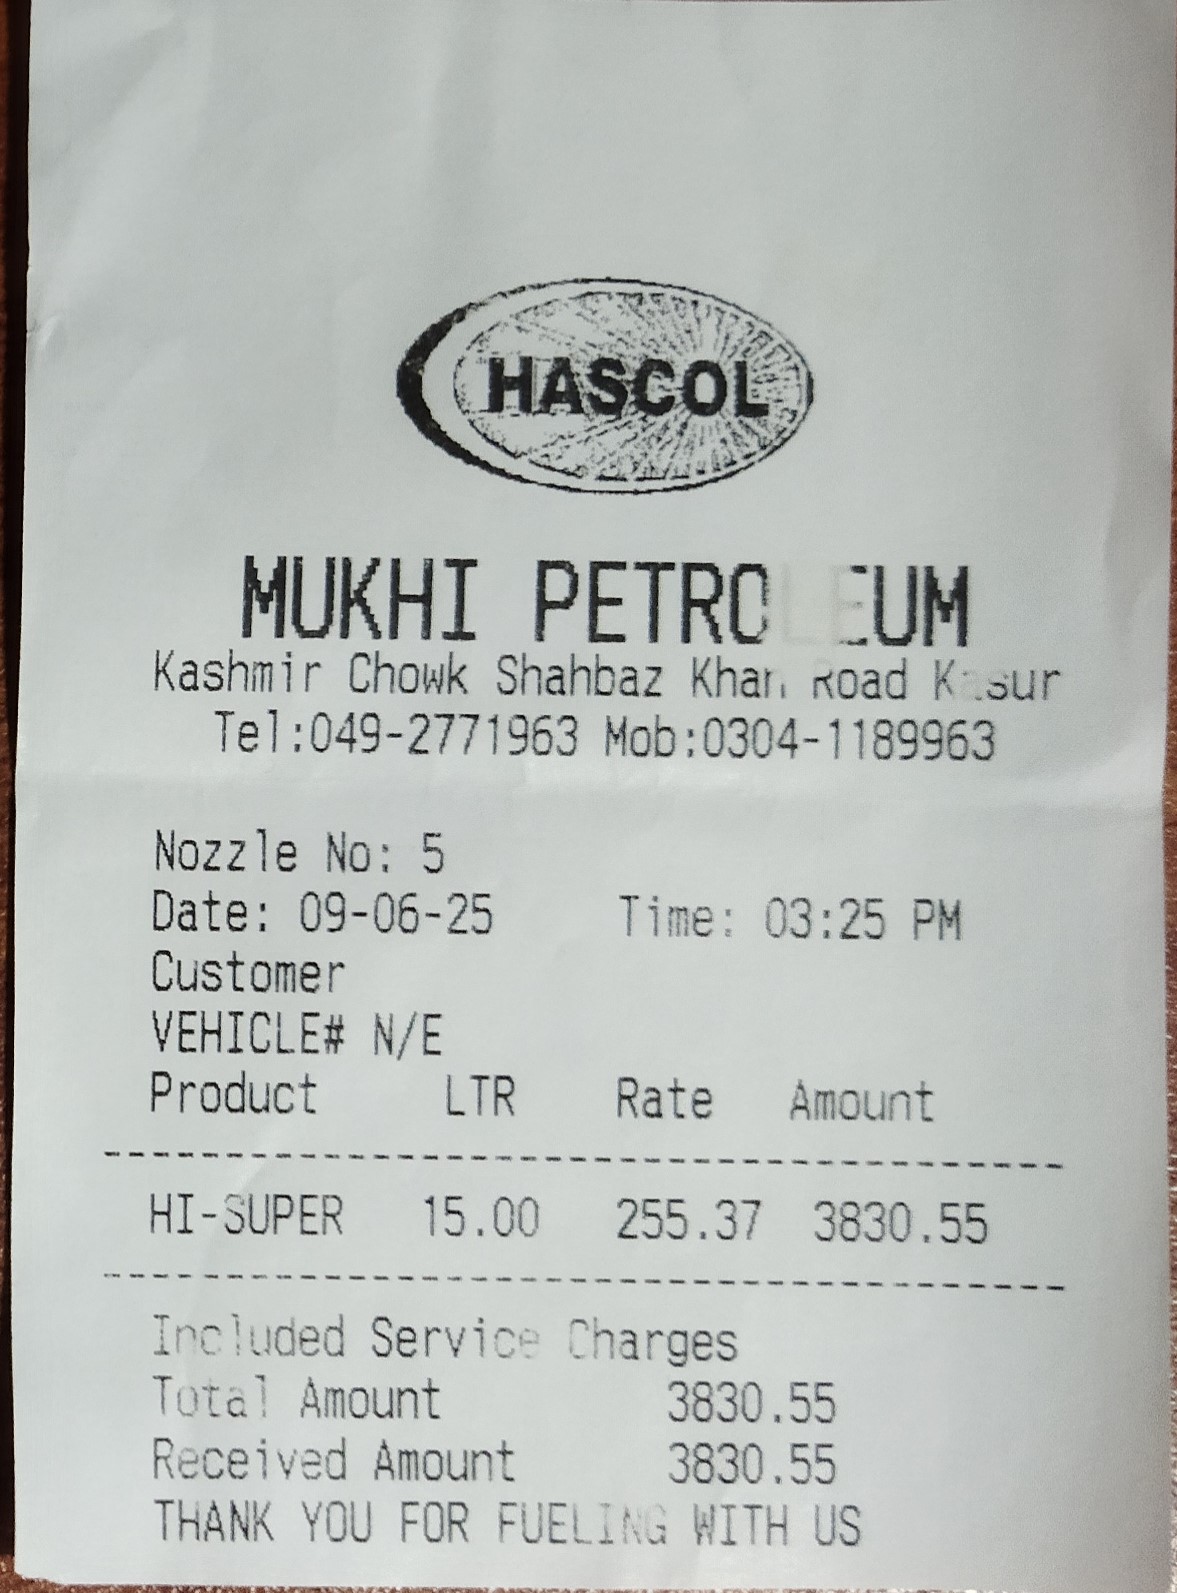 HASCOL
MUKHI PETROLEUM
Kashmir Chowk Shahbaz Khan Road Kasur
Tel:049-2771963 Mob:0304-1189963
Nozzle No: 5
Date: 09-06-25 Time: 03:25 PM
Customer
VEHICLE# N/E
Product LTR Rate Amount
HI-SUPER 15.00 255.37 3830.55
Included Service Charges
Total Amount 3830.55
Received Amount 3830.55
THANK YOU FOR FUELING WITH US